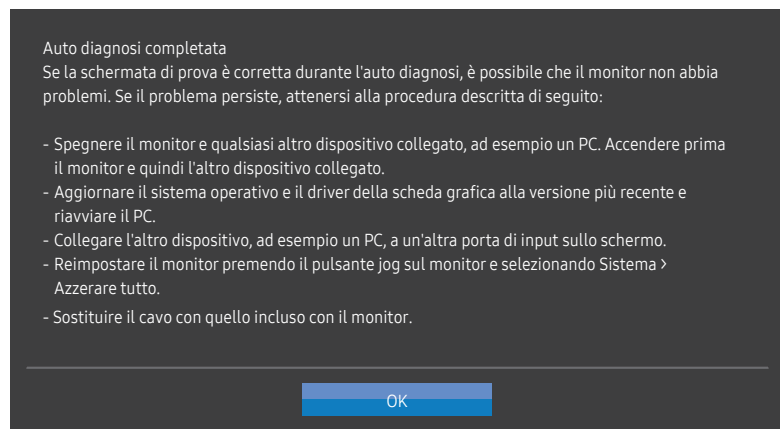 Auto diagnosi completata
Se la schermata di prova è corretta durante l'auto diagnosi, è possibile che il monitor non abbia
problemi. Se il problema persiste, attenersi alla procedura descritta di seguito:
- Spegnere il monitor e qualsiasi altro dispositivo collegato, ad esempio un PC. Accendere prima
il monitor e quindi l'altro dispositivo collegato.
- Aggiornare il sistema operativo e il driver della scheda grafica alla versione più recente e
riavviare il PC.
- Collegare l'altro dispositivo, ad esempio un PC, a un'altra porta di input sullo schermo.
- Reimpostare il monitor premendo il pulsante jog sul monitor e selezionando Sistema >
Azzerare tutto.
- Sostituire il cavo con quello incluso con il monitor.
OK